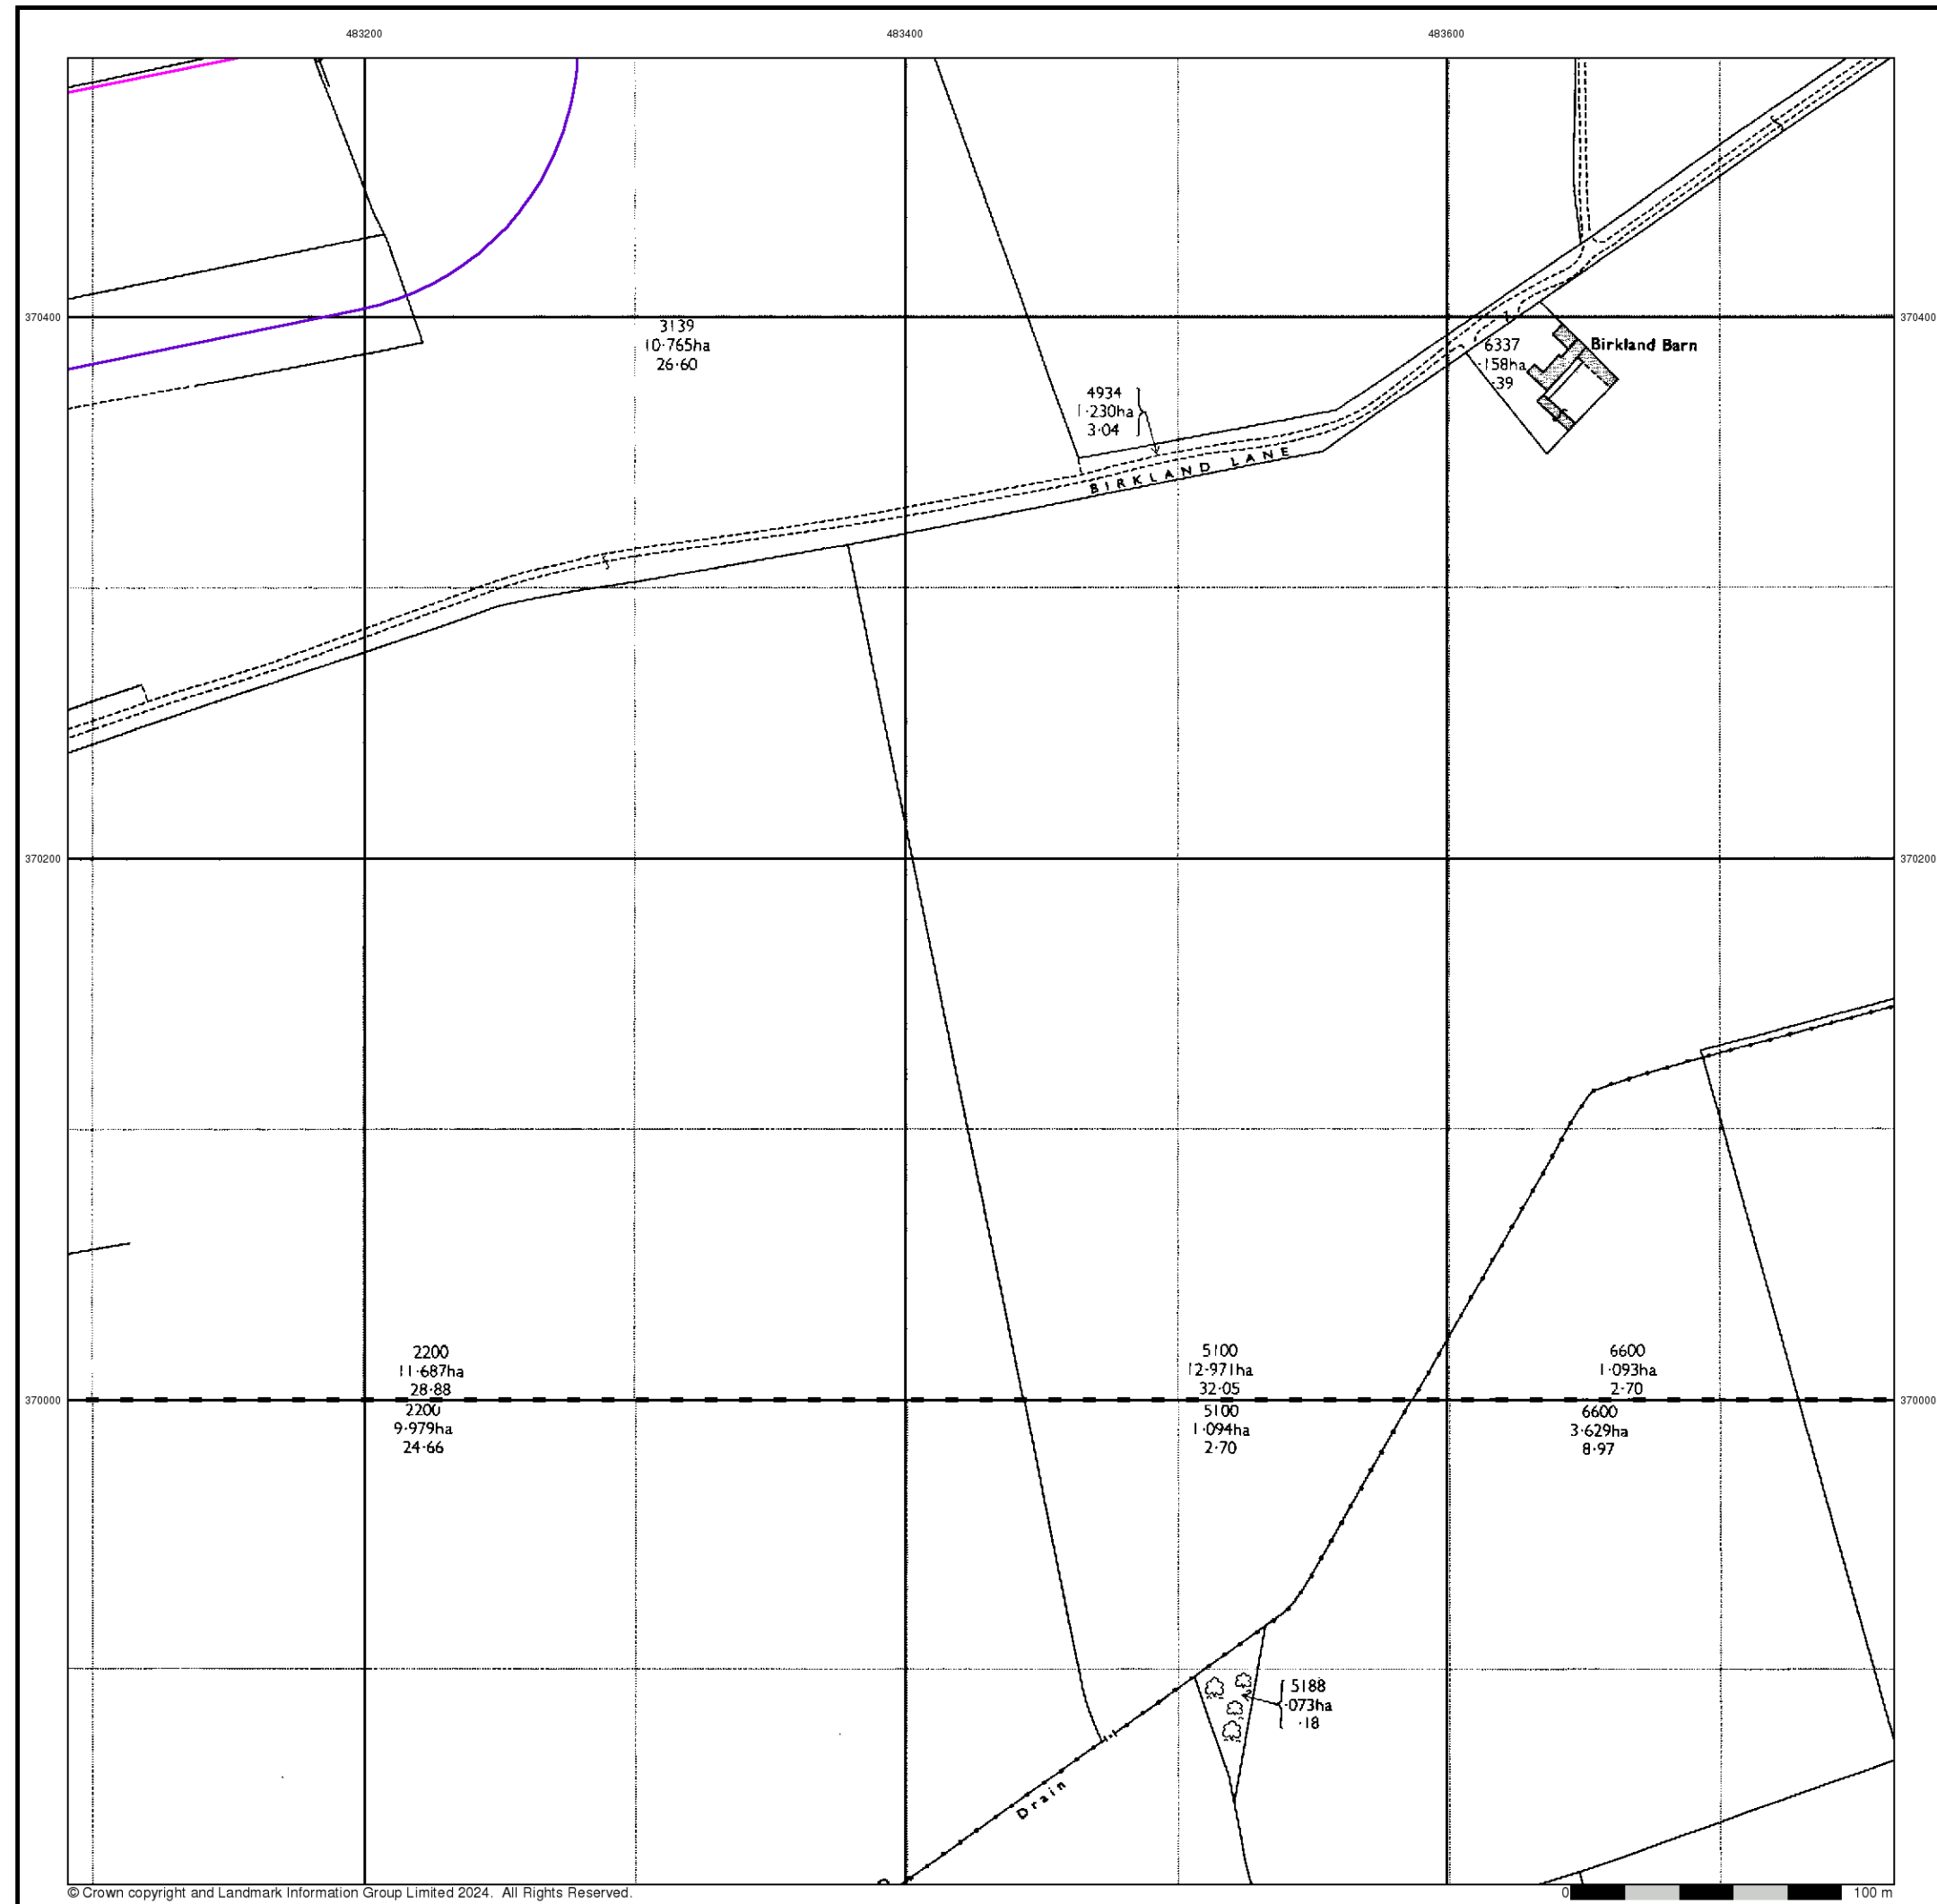 483200
483400
483600
370400
370400
3139
10·765ha
26·60
6337
·158ha
·39
Birkland Barn
4934
1·230ha
3·04
BIRKLAND LANE
370200
370200
2200
11·687ha
28·88
5100
12·971ha
32·05
6600
1·093ha
2·70
370000
370000
2200
9·979ha
24·66
5100
1·094ha
2·70
6600
3·629ha
8·97
5188
·073ha
·18
Drain
© Crown copyright and Landmark Information Group Limited 2024. All Rights Reserved.
0
100 m